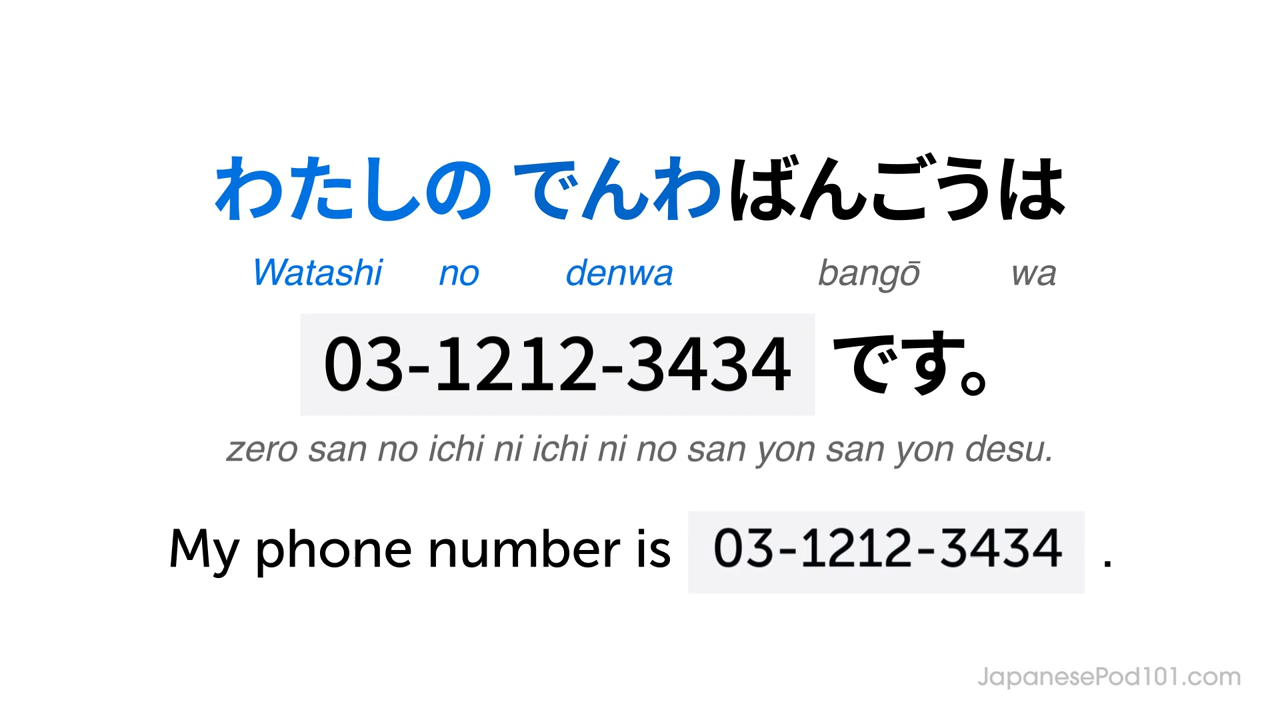 わたしの でんわばんごうは
Watashi no denwa bangō wa
03-1212-3434 です。
zero san no ichi ni ichi ni no san yon san yon desu.
My phone number is 03-1212-3434 .
JapanesePod101.com